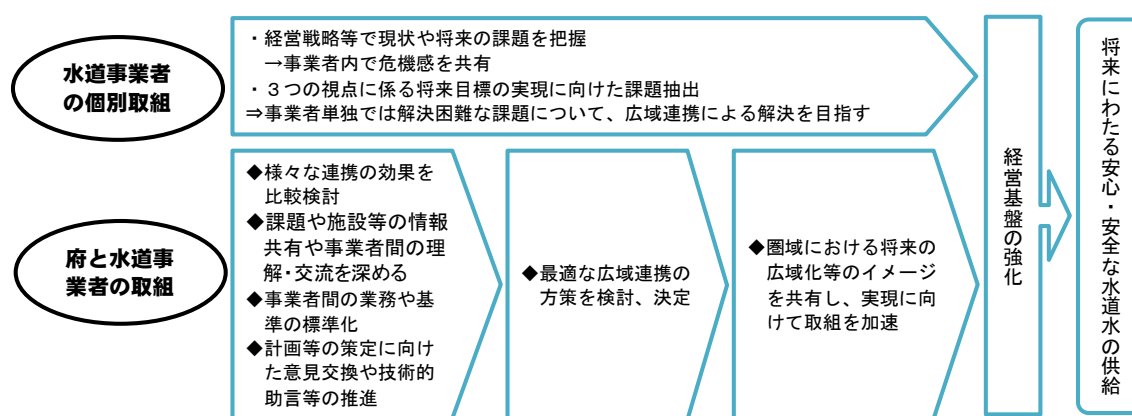 水道事業者
の個別取組
・経営戦略等で現状や将来の課題を把握
→事業者内で危機感を共有
・３つの視点に係る将来目標の実現に向けた課題抽出
⇒事業者単独では解決困難な課題について、広域連携による解決を目指す
府と水道事
業者の取組
◆様々な連携の効果を
比較検討
◆課題や施設等の情報
共有や事業者間の理
解・交流を深める
◆事業者間の業務や基
準の標準化
◆計画等の策定に向け
た意見交換や技術的
助言等の推進
◆最適な広域連携の
方策を検討、決定
◆圏域における将来の
広域化等のイメージ
を共有し、実現に向
けて取組を加速
経営基盤の強化
将来にわたる安心・安全な水道水の供給